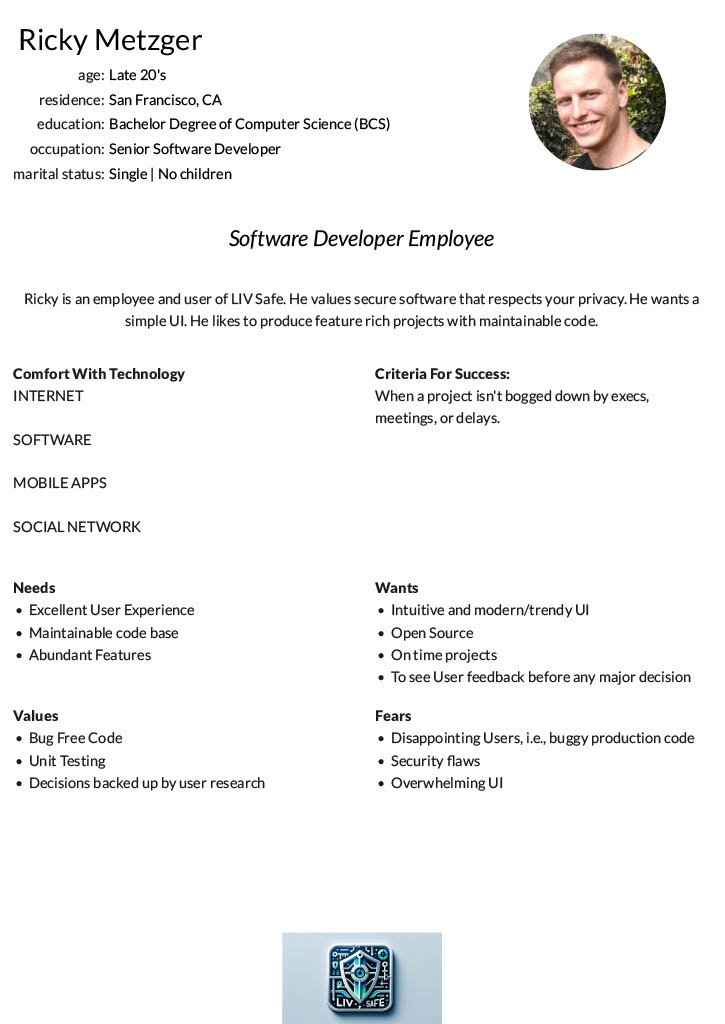 Ricky Metzger
age: Late 20's
residence: San Francisco, CA
education: Bachelor Degree of Computer Science (BCS)
occupation: Senior Software Developer
marital status: Single | No children
Software Developer Employee
Ricky is an employee and user of LIV Safe. He values secure software that respects your privacy. He wants a
simple UI. He likes to produce feature rich projects with maintainable code.
Comfort With Technology
INTERNET
SOFTWARE
MOBILE APPS
SOCIAL NETWORK
Criteria For Success:
When a project isn't bogged down by execs,
meetings, or delays.
Needs
• Excellent User Experience
• Maintainable code base
• Abundant Features
Wants
• Intuitive and modern/trendy UI
• Open Source
• On time projects
• To see User feedback before any major decision
Values
• Bug Free Code
• Unit Testing
• Decisions backed up by user research
Fears
• Disappointing Users, i.e., buggy production code
• Security flaws
• Overwhelming UI
LIV SAFE